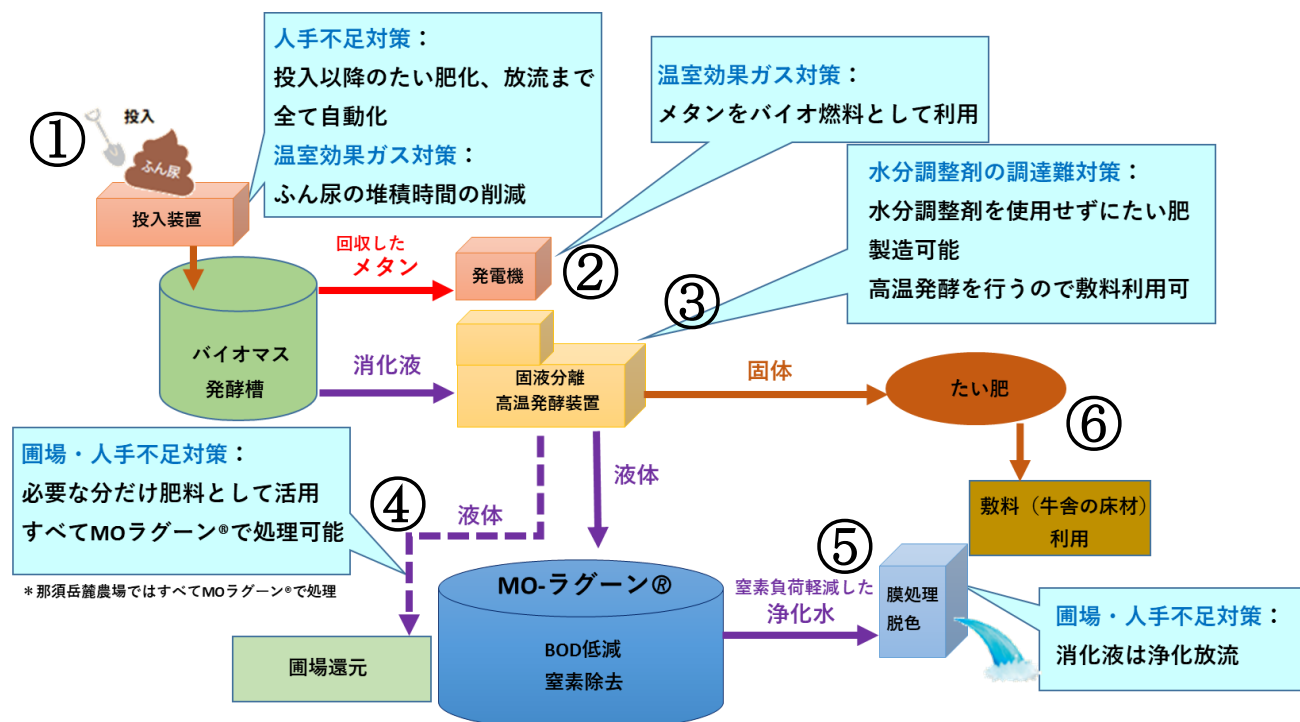 人手不足対策：
投入以降のたい肥化、放流まで
全て自動化
温室効果ガス対策：
ふん尿の堆積時間の削減
温室効果ガス対策：
メタンをバイオ燃料として利用
①
投入
ふん尿
投入装置
水分調整剤の調達難対策：
水分調整剤を使用せずにたい肥
製造可能
高温発酵を行うので敷料利用可
回収した
メタン
発電機
②
③
バイオマス
発酵槽
消化液
固液分離
高温発酵装置
固体
たい肥
⑥
敷料（牛舎の床材）
利用
圃場・人手不足対策：
必要な分だけ肥料として活用
すべてMOラグーン®で処理可能
＊那須岳麓農場ではすべてMOラグーン®で処理
④
液体
液体
圃場還元
MO-ラグーン®
BOD低減
窒素除去
窒素負荷軽減した
浄化水
⑤
膜処理
脱色
圃場・人手不足対策：
消化液は浄化放流